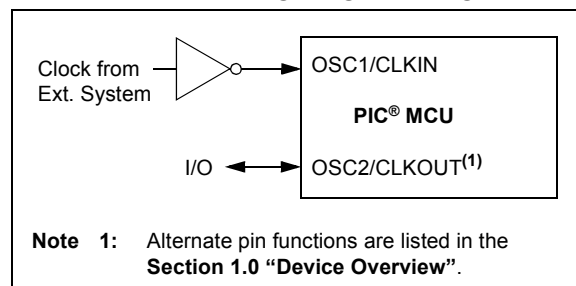 Clock from
Ext. System
OSC1/CLKIN
PIC® MCU
I/O
OSC2/CLKOUT(1)
Note 1: Alternate pin functions are listed in the
Section 1.0 “Device Overview”.